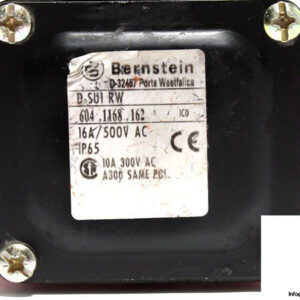 Bernstein
D-32457 Porta Westfalica
D-SU1 RW
604.1168.162 / ICO
16A/500V AC
IP65
CE
10A 300V AC
A300 SAME POL.